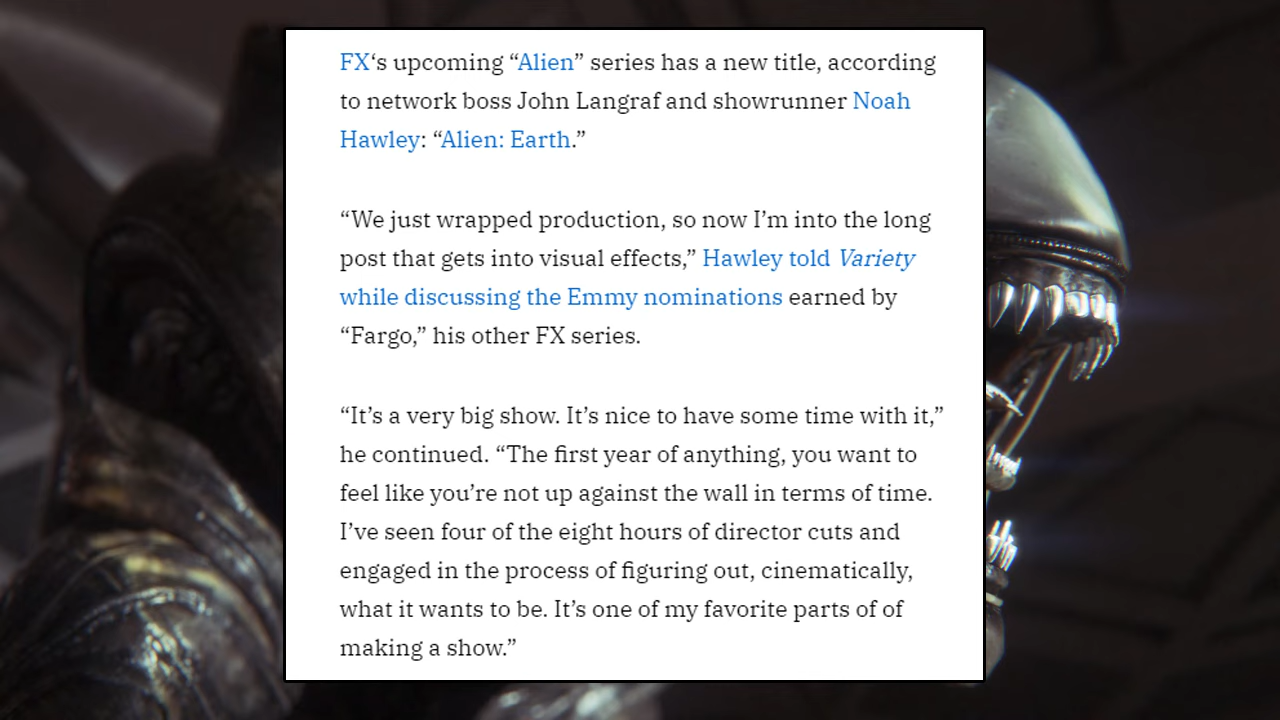 FX‘s upcoming “Alien” series has a new title, according
to network boss John Langraf and showrunner Noah
Hawley: “Alien: Earth.”
“We just wrapped production, so now I’m into the long
post that gets into visual effects,” Hawley told Variety
while discussing the Emmy nominations earned by
“Fargo,” his other FX series.
“It’s a very big show. It’s nice to have some time with it,”
he continued. “The first year of anything, you want to
feel like you’re not up against the wall in terms of time.
I’ve seen four of the eight hours of director cuts and
engaged in the process of figuring out, cinematically,
what it wants to be. It’s one of my favorite parts of of
making a show.”